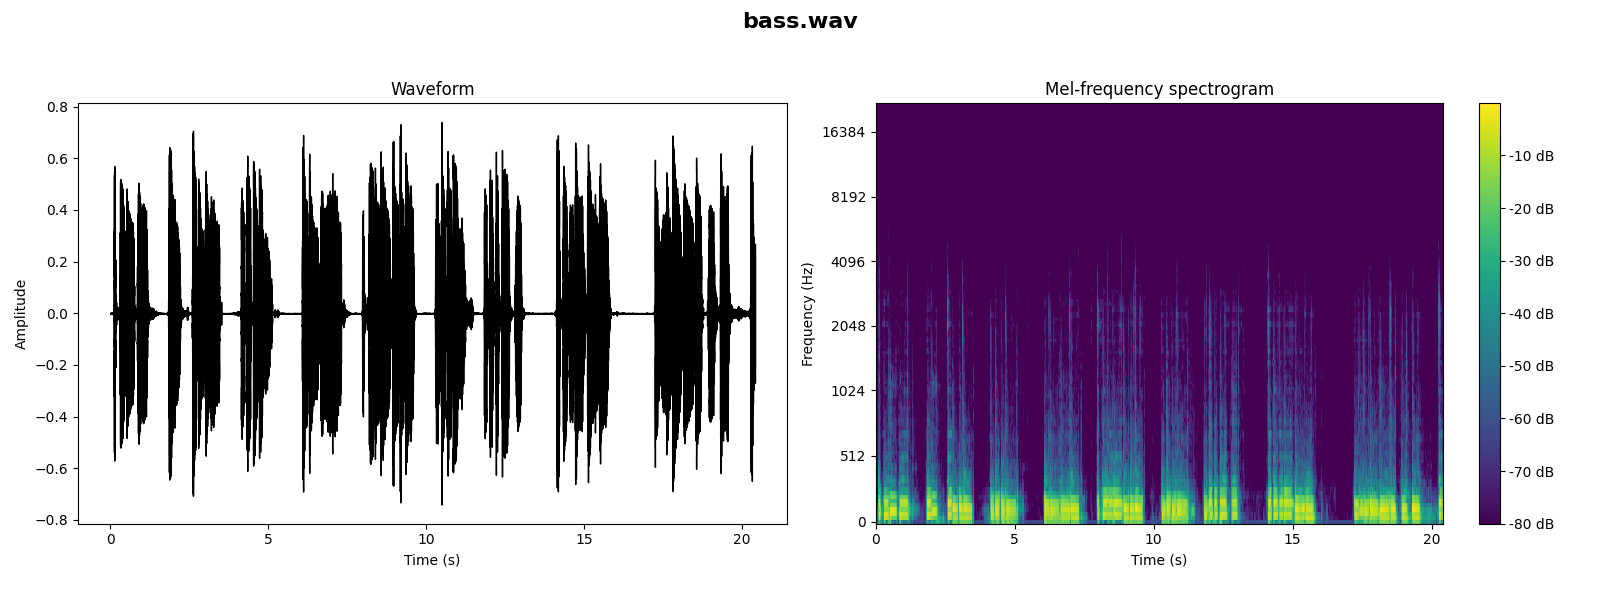 bass.wav
Waveform
Amplitude
0.8
0.6
0.4
0.2
0.0
−0.2
−0.4
−0.6
−0.8
0 5 10 15 20
Time (s)
Mel-frequency spectrogram
Frequency (Hz)
16384
8192
4096
2048
1024
512
0
0 5 10 15 20
Time (s)
-10 dB
-20 dB
-30 dB
-40 dB
-50 dB
-60 dB
-70 dB
-80 dB